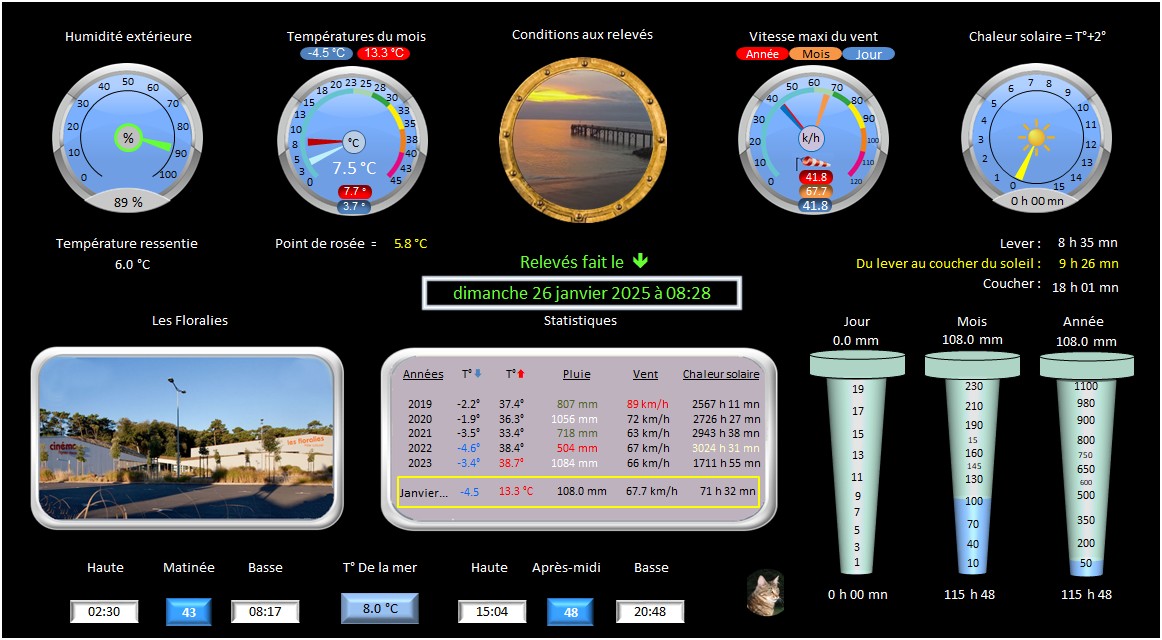 Humidité extérieure
Températures du mois
Conditions aux relevés
Vitesse maxi du vent
Chaleur solaire = T°+2°
-4.5 °C 13.3 °C
Année Mois Jour
0 10 20 30 40 50 60 70 80 90 100
%
89 %
0 3 5 8 10 13 15 18 20 23 25 28 30 33 35 38 40 43 45
°C
7.5 °C
7.7 °
3.7 °
0 10 20 30 40 50 60 70 80 90 100 110 120
k/h
41.8
67.7
41.8
0 1 2 3 4 5 6 7 8 9 10 11 12 13 14 15
0 h 00 mn
Température ressentie
6.0 °C
Point de rosée = 5.8 °C
Relevés fait le
dimanche 26 janvier 2025 à 08:28
Lever : 8 h 35 mn
Du lever au coucher du soleil : 9 h 26 mn
Coucher : 18 h 01 mn
Les Floralies
cinéma
les floralies
Statistiques
Années T° T° Pluie Vent Chaleur solaire
2019 -2.2° 37.4° 807 mm 89 km/h 2567 h 11 mn
2020 -1.9° 36.3° 1056 mm 72 km/h 2726 h 27 mn
2021 -3.5° 33.4° 718 mm 63 km/h 2943 h 38 mn
2022 -4.6° 38.4° 504 mm 67 km/h 3024 h 31 mn
2023 -3.4° 38.7° 1084 mm 66 km/h 1711 h 55 mn
Janvier... -4.5 13.3 °C 108.0 mm 67.7 km/h 71 h 32 mn
Jour
0.0 mm
19
17
15
13
11
9
7
5
3
1
0 h 00 mn
Mois
108.0 mm
230
210
190
15
160
145
130
100
70
40
10
115 h 48
Année
108.0 mm
1100
980
900
800
750
650
600
500
350
200
50
115 h 48
Haute Matinée Basse
02:30 43 08:17
T° De la mer
8.0 °C
Haute Après-midi Basse
15:04 48 20:48